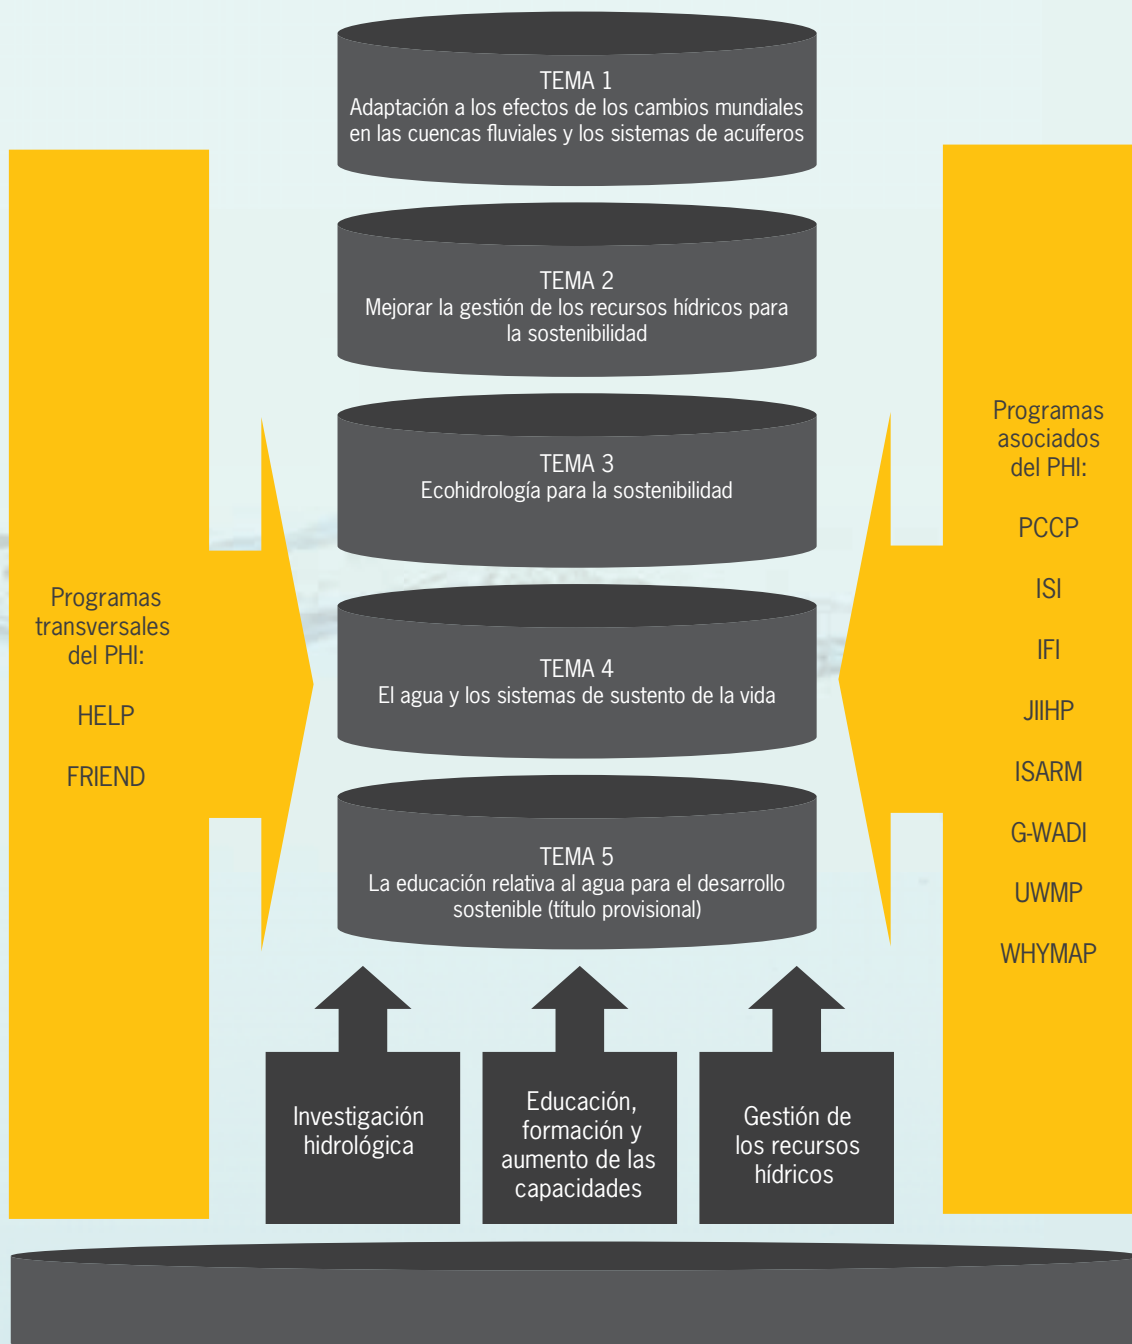 TEMA 1
Adaptación a los efectos de los cambios mundiales
en las cuencas fluviales y los sistemas de acuíferos
TEMA 2
Mejorar la gestión de los recursos hídricos para
la sostenibilidad
TEMA 3
Ecohidrología para la sostenibilidad
TEMA 4
El agua y los sistemas de sustento de la vida
TEMA 5
La educación relativa al agua para el desarrollo
sostenible (título provisional)
Programas
transversales
del PHI:
HELP
FRIEND
Programas
asociados
del PHI:
PCCP
ISI
IFI
JIIHP
ISARM
G-WADI
UWMP
WHYMAP
Investigación
hidrológica
Educación,
formación y
aumento de las
capacidades
Gestión de
los recursos
hídricos